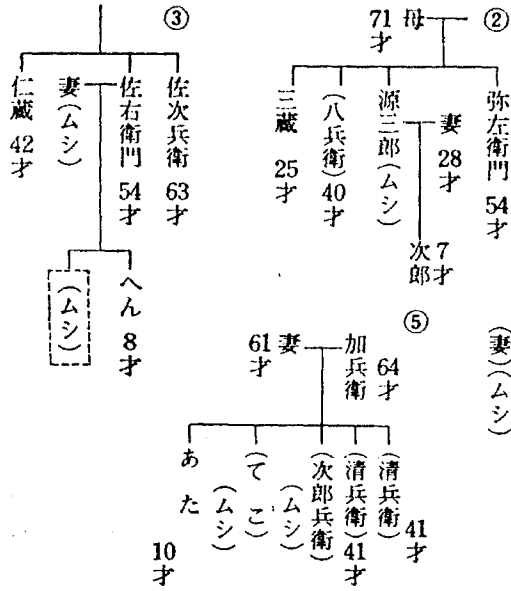 ②
母 71才
弥左衛門 54才
妻 28才
源三郎(ムシ)
(八兵衛)40才
三蔵 25才
次郎 7才
③
佐次兵衛 63才
佐右衛門 54才
妻(ムシ)
仁蔵 42才
へん 8才
(ムシ)
(妻)(ムシ)
⑤
加兵衛 64才
妻 61才
(清兵衛) 41才
(清兵衛) 41才
(次郎兵衛)(ムシ)
(てこ)(ムシ)
あた 10才